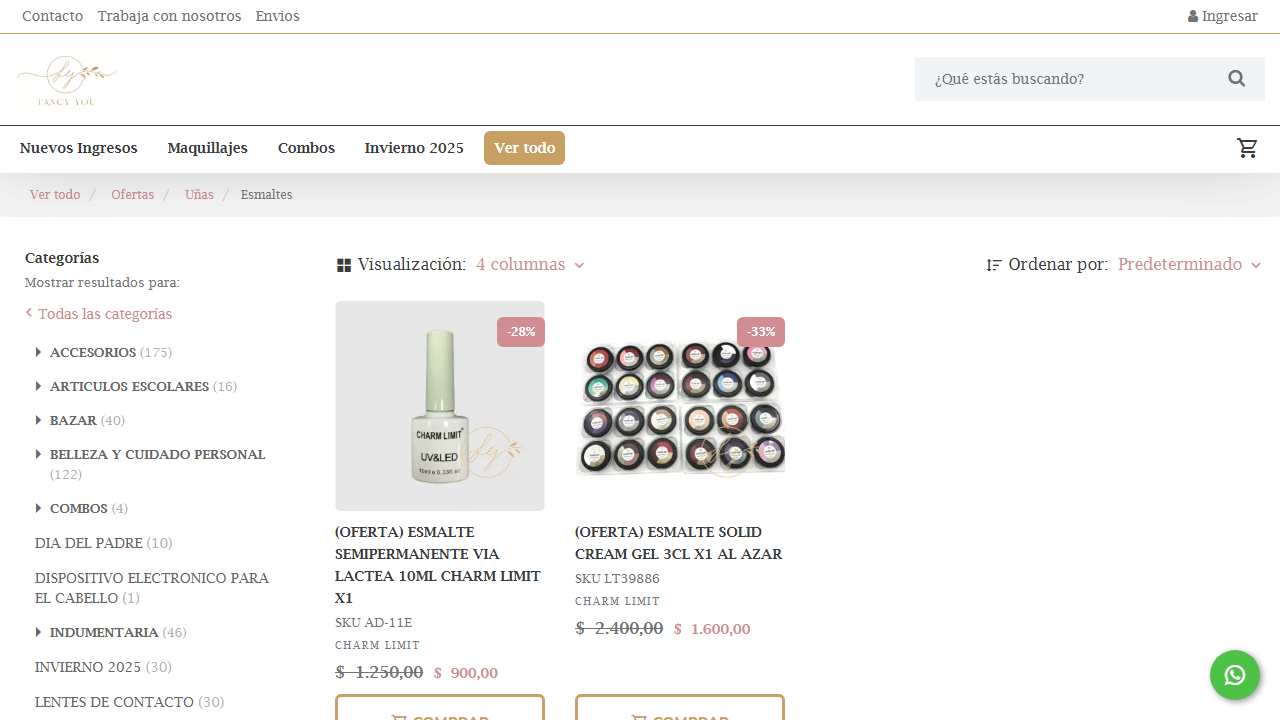 Contacto Trabaja con nosotros Envios Ingresar
fy
FANCY YOU
¿Qué estás buscando?
Nuevos Ingresos Maquillajes Combos Invierno 2025 Ver todo
Ver todo / Ofertas / Uñas / Esmaltes
Categorías
Mostrar resultados para:
Todas las categorías
ACCESORIOS (175)
ARTICULOS ESCOLARES (16)
BAZAR (40)
BELLEZA Y CUIDADO PERSONAL
(122)
COMBOS (4)
DIA DEL PADRE (10)
DISPOSITIVO ELECTRONICO PARA
EL CABELLO (1)
INDUMENTARIA (46)
INVIERNO 2025 (30)
LENTES DE CONTACTO (30)
Visualización: 4 columnas
Ordenar por: Predeterminado
-28%
CHARM LIMIT
UV&LED
fy
(OFERTA) ESMALTE
SEMIPERMANENTE VIA
LACTEA 10ML CHARM LIMIT
X1
SKU AD-11E
CHARM LIMIT
$ 1.250,00 $ 900,00
COMPRAR
-33%
fy
(OFERTA) ESMALTE SOLID
CREAM GEL 3CL X1 AL AZAR
SKU LT39886
CHARM LIMIT
$ 2.400,00 $ 1.600,00
COMPRAR